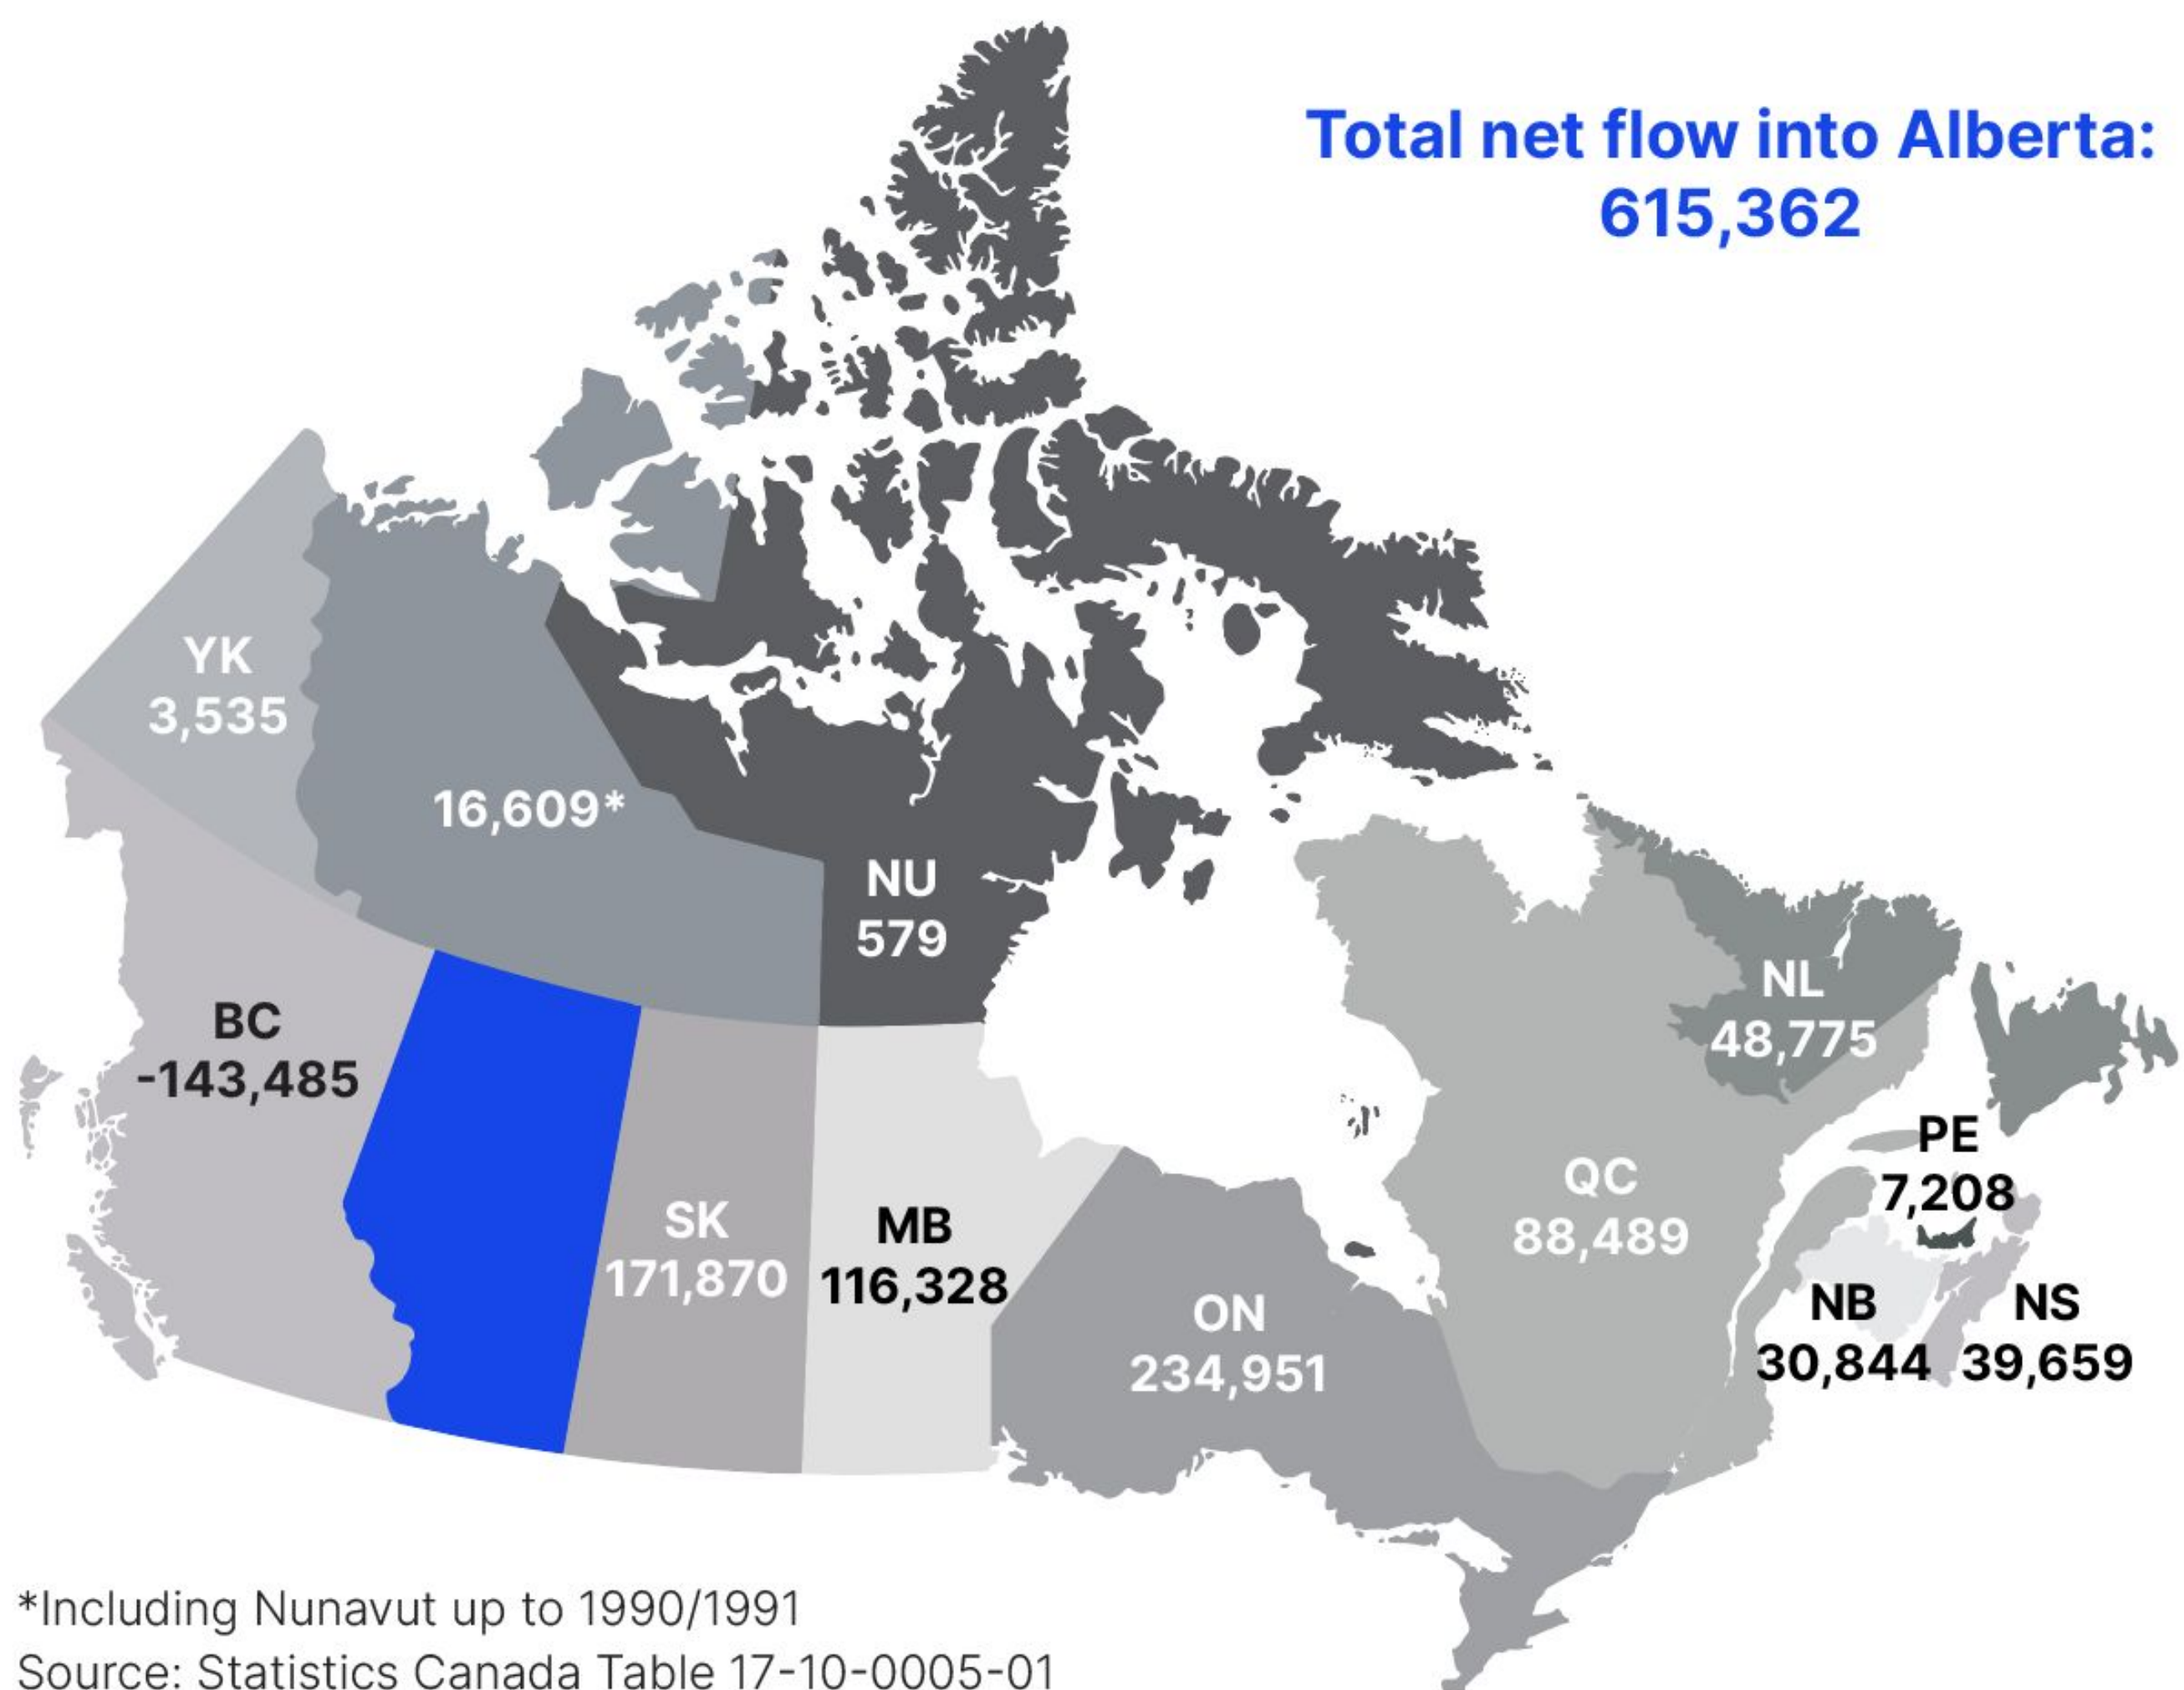 Total net flow into Alberta:
615,362
YK
3,535
16,609*
NU
579
BC
-143,485
NL
48,775
PE
7,208
QC
88,489
SK
171,870
MB
116,328
ON
234,951
NB
30,844
NS
39,659
*Including Nunavut up to 1990/1991
Source: Statistics Canada Table 17-10-0005-01